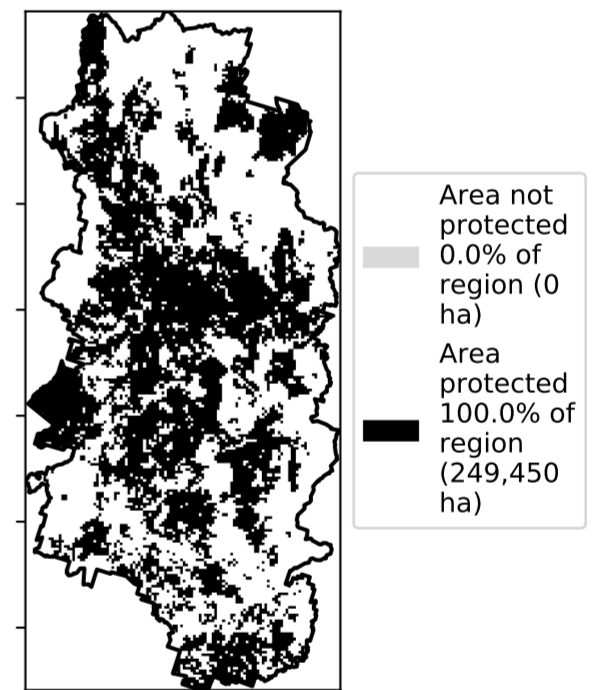 Area not
protected
0.0% of
region (0
ha)
Area
protected
100.0% of
region
(249,450
ha)